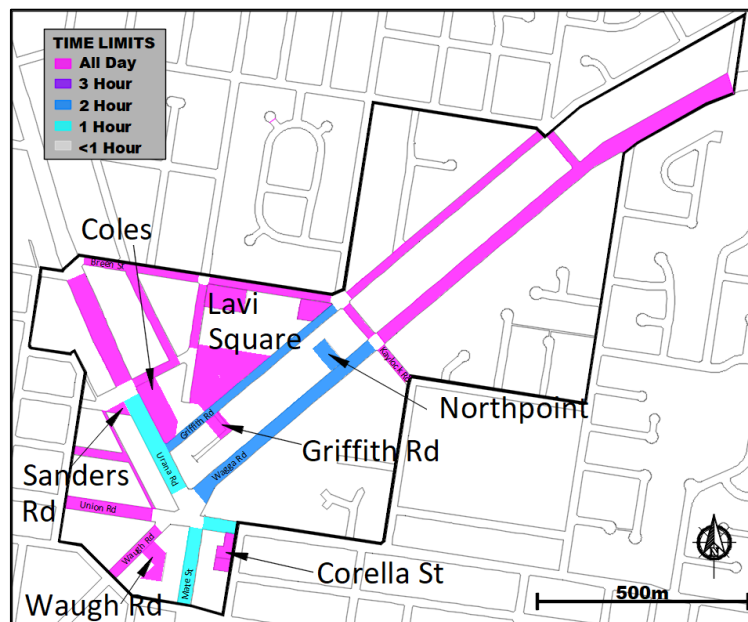 TIME LIMITS
All Day
3 Hour
2 Hour
1 Hour
<1 Hour
Coles
Breen St
Lavi
Square
Kaylock Rd
Northpoint
Griffith Rd
Griffith Rd
Wagga Rd
Urana Rd
Sanders
Rd
Union Rd
Waugh Rd
Mate St
Corella St
Waugh Rd
500m